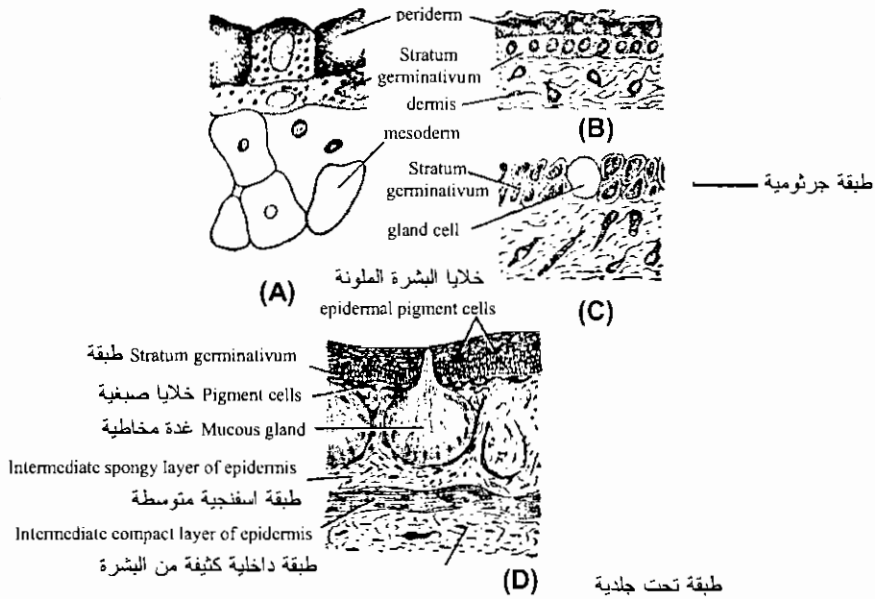 periderm
Stratum
germinativum
dermis
(B)
mesoderm
Stratum
germinativum
طبقة جرثومية
gland cell
(A)
خلايا البشرة الملونة
epidermal pigment cells
(C)
طبقة Stratum germinativum
خلايا صبغية Pigment cells
غدة مخاطية Mucous gland
Intermediate spongy layer of epidermis
طبقة اسفنجية متوسطة
Intermediate compact layer of epidermis
طبقة داخلية كثيفة من البشرة
(D)
طبقة تحت جلدية